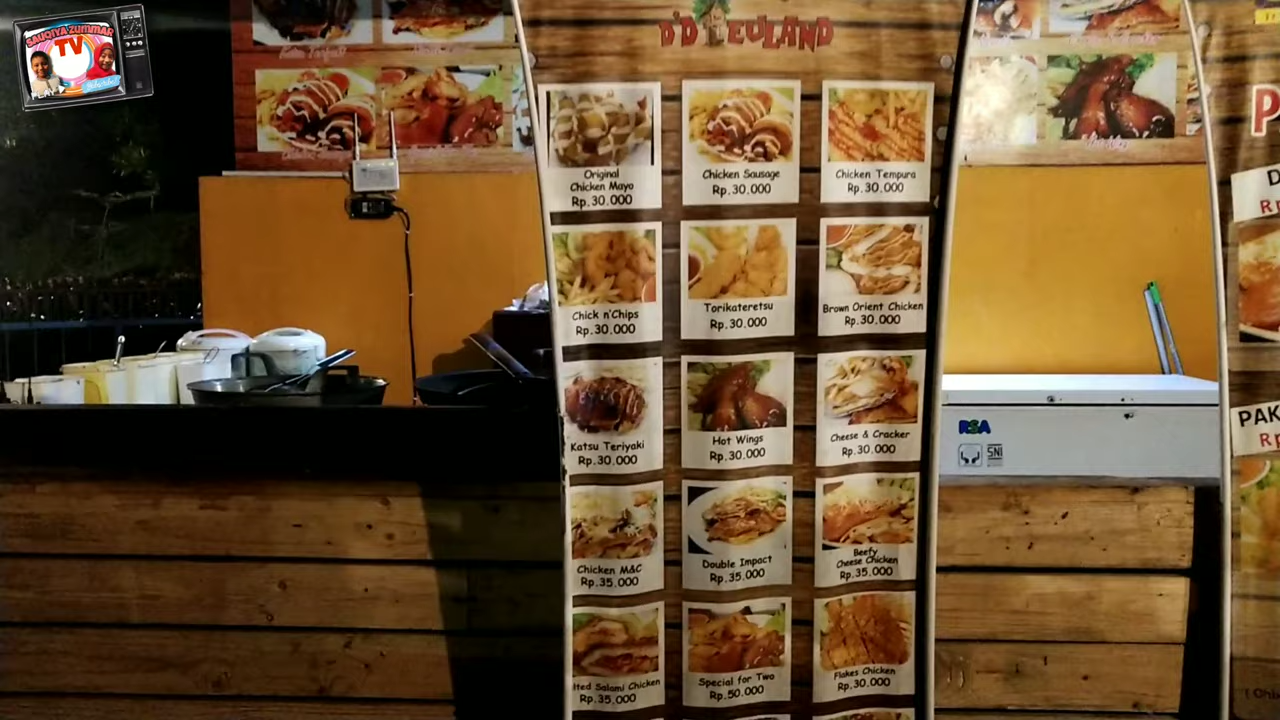 SAUQIYA ZUMMAR
TV
PLAY
D'D EULAND
Original
Chicken Mayo
Rp.30.000
Chicken Sausage
Rp.30.000
Chicken Tempura
Rp.30.000
Chick n'Chips
Rp.30.000
Torikateretsu
Rp.30.000
Brown Orient Chicken
Rp.30.000
Katsu Teriyaki
Rp.30.000
Hot Wings
Rp.30.000
Cheese & Cracker
Rp.30.000
Chicken M&C
Rp.35.000
Double Impact
Rp.35.000
Beefy
Cheese Chicken
Rp.35.000
lted Salami Chicken
Rp.35.000
Special for Two
Rp.50.000
Flakes Chicken
Rp.30.000
RSA
SNI
P
D
R
PAK
Rp